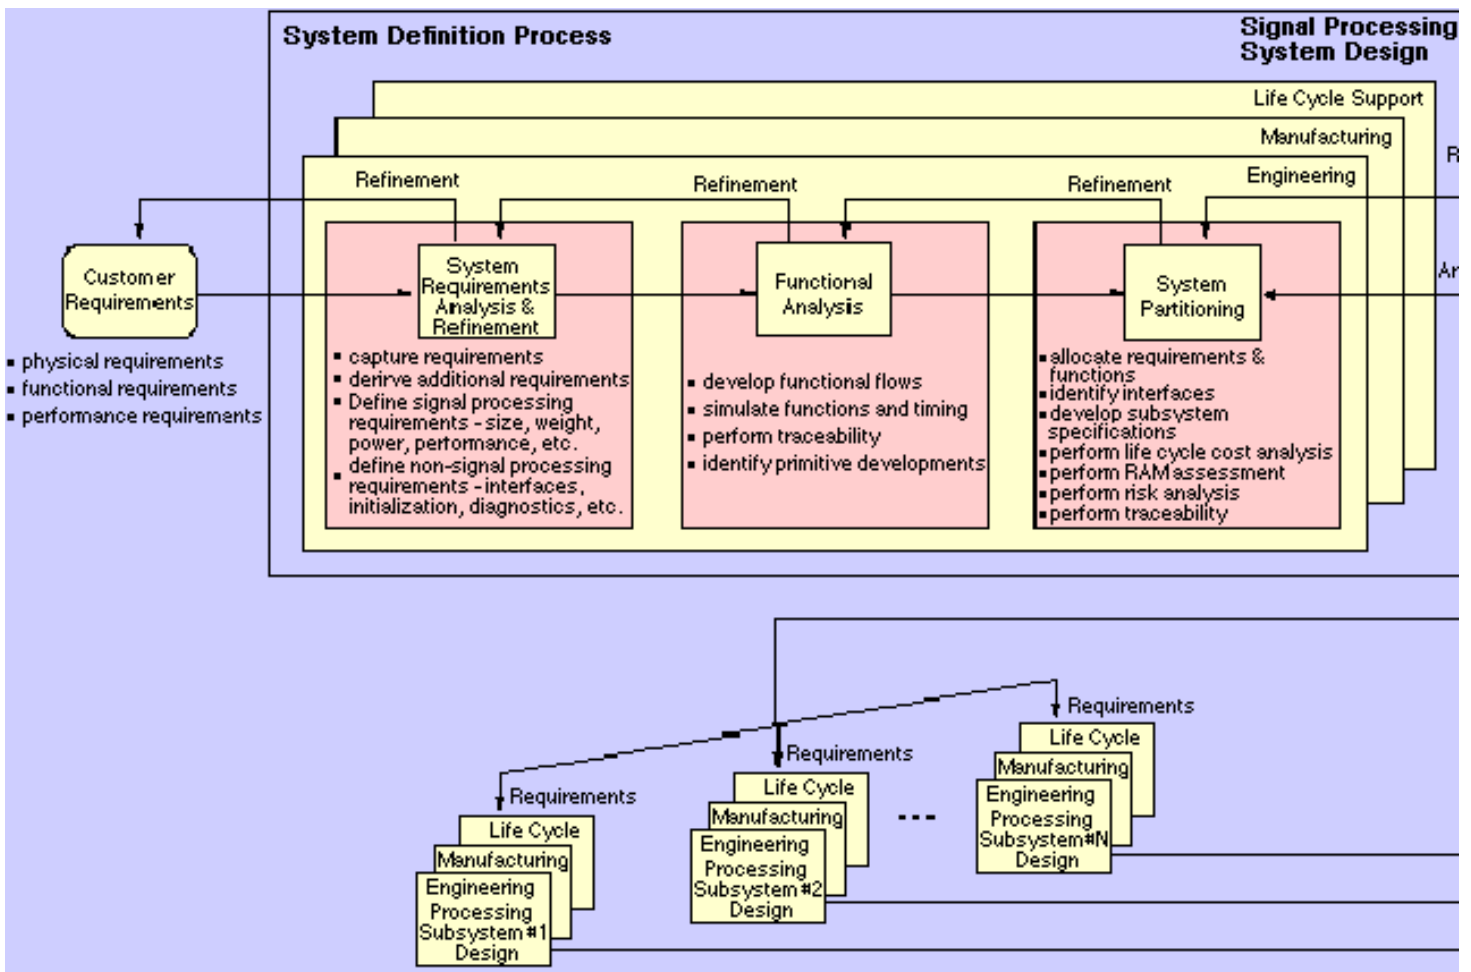 System Definition Process
Signal Processing
System Design
Life Cycle Support
Manufacturing
Engineering
Refinement
Refinement
Refinement
R
Customer
Requirements
System
Requirements
Analysis &
Refinement
Functional
Analysis
System
Partitioning
Ar
▪ physical requirements
▪ functional requirements
▪ performance requirements
▪ capture requirements
▪ derirve additional requirements
▪ Define signal processing
requirements - size, weight,
power, performance, etc.
▪ define non-signal processing
requirements - interfaces,
initialization, diagnostics, etc.
▪ develop functional flows
▪ simulate functions and timing
▪ perform traceability
▪ identify primitive developments
▪ allocate requirements &
functions
▪ identify interfaces
▪ develop subsystem
specifications
▪ perform life cycle cost analysis
▪ perform RAM assessment
▪ perform risk analysis
▪ perform traceability
Requirements
Life Cycle
Manufacturing
Engineering
Processing
Subsystem #1
Design
Requirements
Life Cycle
Manufacturing
Engineering
Processing
Subsystem #2
Design
Requirements
Life Cycle
Manufacturing
Engineering
Processing
Subsystem #N
Design